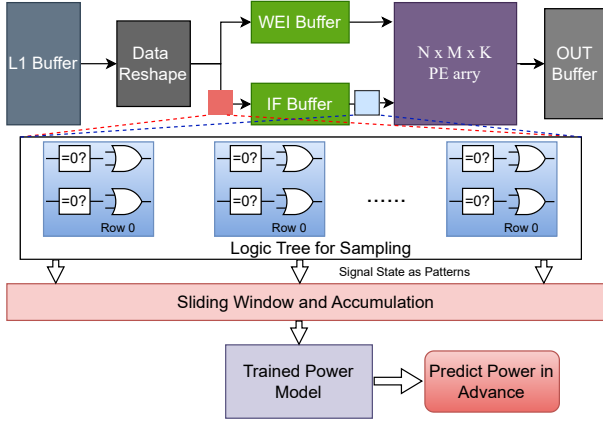 L1 Buffer
Data
Reshape
WEI Buffer
IF Buffer
N x M x K
PE arry
OUT
Buffer
=0?
=0?
Row 0
=0?
=0?
Row 0
......
=0?
=0?
Row 0
Logic Tree for Sampling
Signal State as Patterns
Sliding Window and Accumulation
Trained Power
Model
Predict Power in
Advance